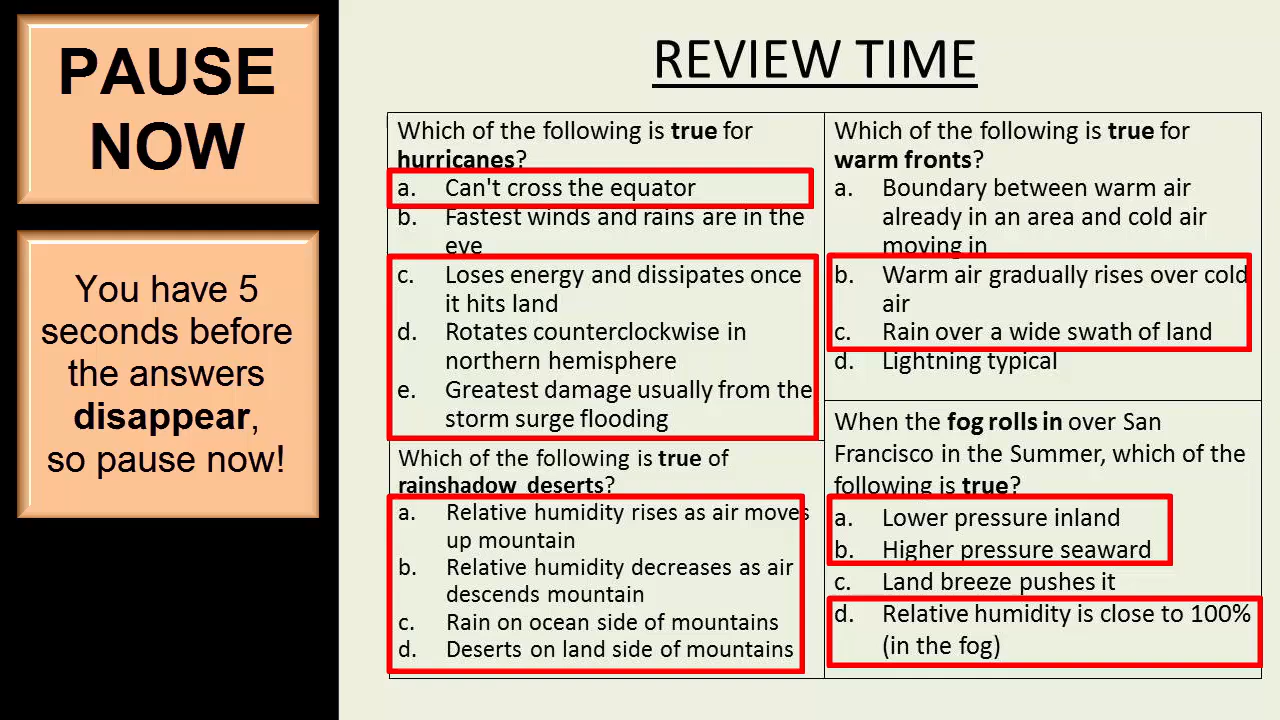 PAUSE
NOW
You have 5
seconds before
the answers
disappear,
so pause now!
REVIEW TIME
Which of the following is true for
hurricanes?
a. Can't cross the equator
b. Fastest winds and rains are in the
eye
c. Loses energy and dissipates once
it hits land
d. Rotates counterclockwise in
northern hemisphere
e. Greatest damage usually from the
storm surge flooding
Which of the following is true of
rainshadow deserts?
a. Relative humidity rises as air moves
up mountain
b. Relative humidity decreases as air
descends mountain
c. Rain on ocean side of mountains
d. Deserts on land side of mountains
Which of the following is true for
warm fronts?
a. Boundary between warm air
already in an area and cold air
moving in
b. Warm air gradually rises over cold
air
c. Rain over a wide swath of land
d. Lightning typical
When the fog rolls in over San
Francisco in the Summer, which of the
following is true?
a. Lower pressure inland
b. Higher pressure seaward
c. Land breeze pushes it
d. Relative humidity is close to 100%
(in the fog)